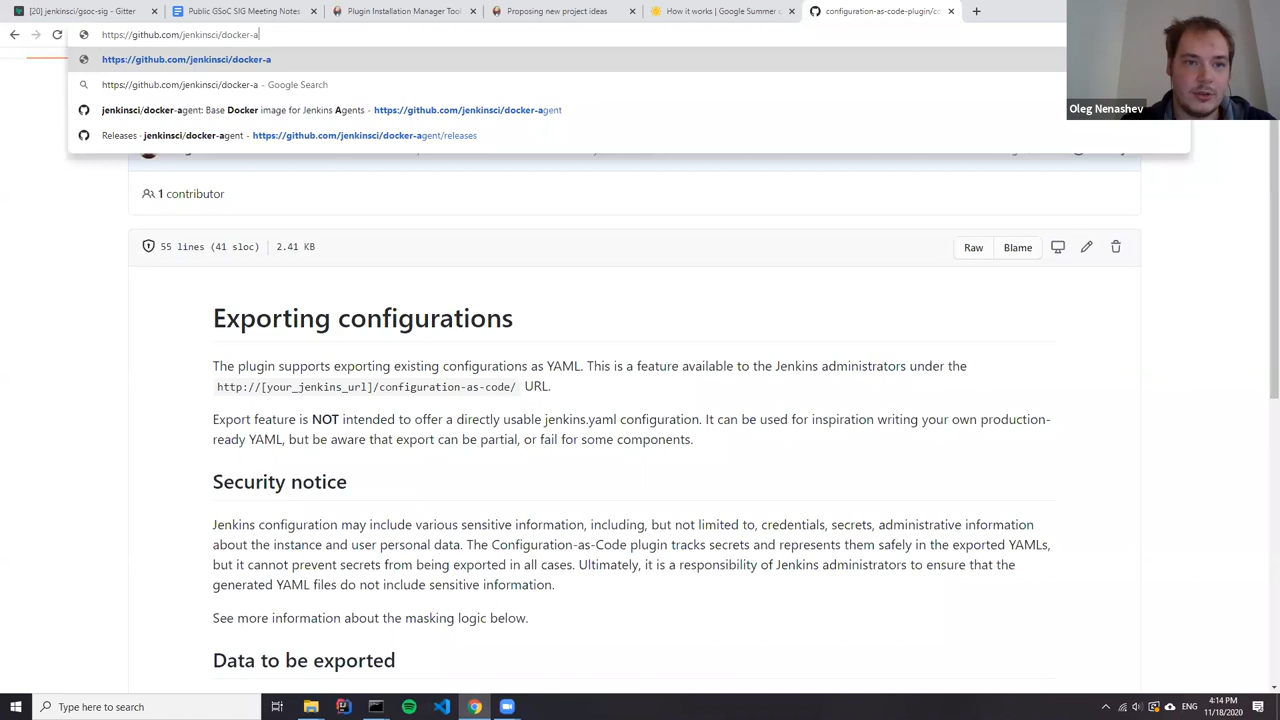 [20] jenkinsci/gsoc-sig - Gitter
Public GSoC SIG Meeting Notes
Plugin Installation Manager Tool
Proposing new project ideas
How it works | Google Summer o
configuration-as-code-plugin/co
https://github.com/jenkinsci/docker-a
https://github.com/jenkinsci/docker-a
https://github.com/jenkinsci/docker-a - Google Search
jenkinsci/docker-agent: Base Docker image for Jenkins Agents - https://github.com/jenkinsci/docker-agent
Releases · jenkinsci/docker-agent - https://github.com/jenkinsci/docker-agent/releases
Oleg Nenashev
1 contributor
55 lines (41 sloc) | 2.41 KB
Raw
Blame
Exporting configurations
The plugin supports exporting existing configurations as YAML. This is a feature available to the Jenkins administrators under the
http://[your_jenkins_url]/configuration-as-code/ URL.
Export feature is NOT intended to offer a directly usable jenkins.yaml configuration. It can be used for inspiration writing your own production-
ready YAML, but be aware that export can be partial, or fail for some components.
Security notice
Jenkins configuration may include various sensitive information, including, but not limited to, credentials, secrets, administrative information
about the instance and user personal data. The Configuration-as-Code plugin tracks secrets and represents them safely in the exported YAMLs,
but it cannot prevent secrets from being exported in all cases. Ultimately, it is a responsibility of Jenkins administrators to ensure that the
generated YAML files do not include sensitive information.
See more information about the masking logic below.
Data to be exported
Type here to search
ENG
4:14 PM
11/18/2020